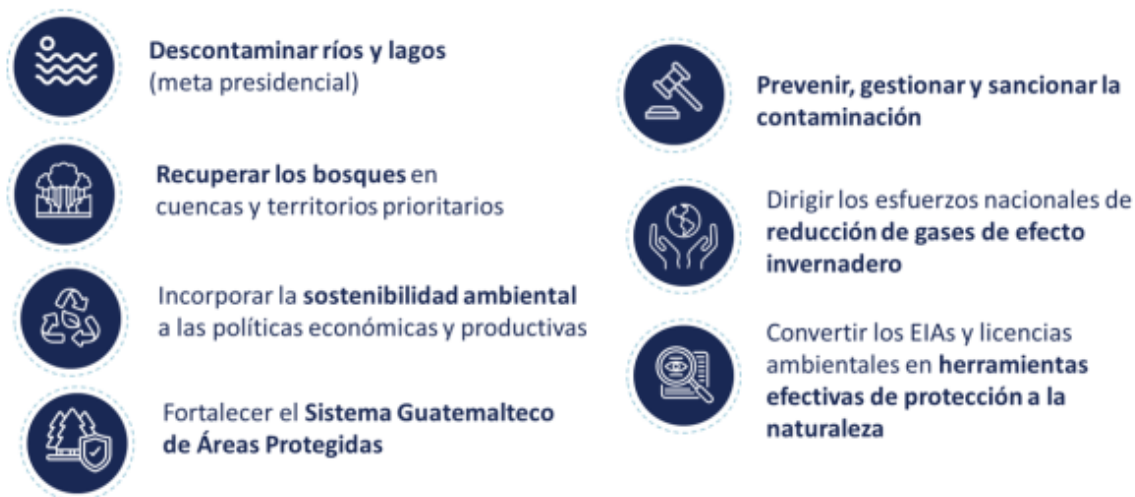 Descontaminar ríos y lagos
(meta presidencial)
Recuperar los bosques en
cuencas y territorios prioritarios
Incorporar la sostenibilidad ambiental
a las políticas económicas y productivas
Fortalecer el Sistema Guatemalteco
de Áreas Protegidas
Prevenir, gestionar y sancionar la
contaminación
Dirigir los esfuerzos nacionales de
reducción de gases de efecto
invernadero
Convertir los EIAs y licencias
ambientales en herramientas
efectivas de protección a la
naturaleza